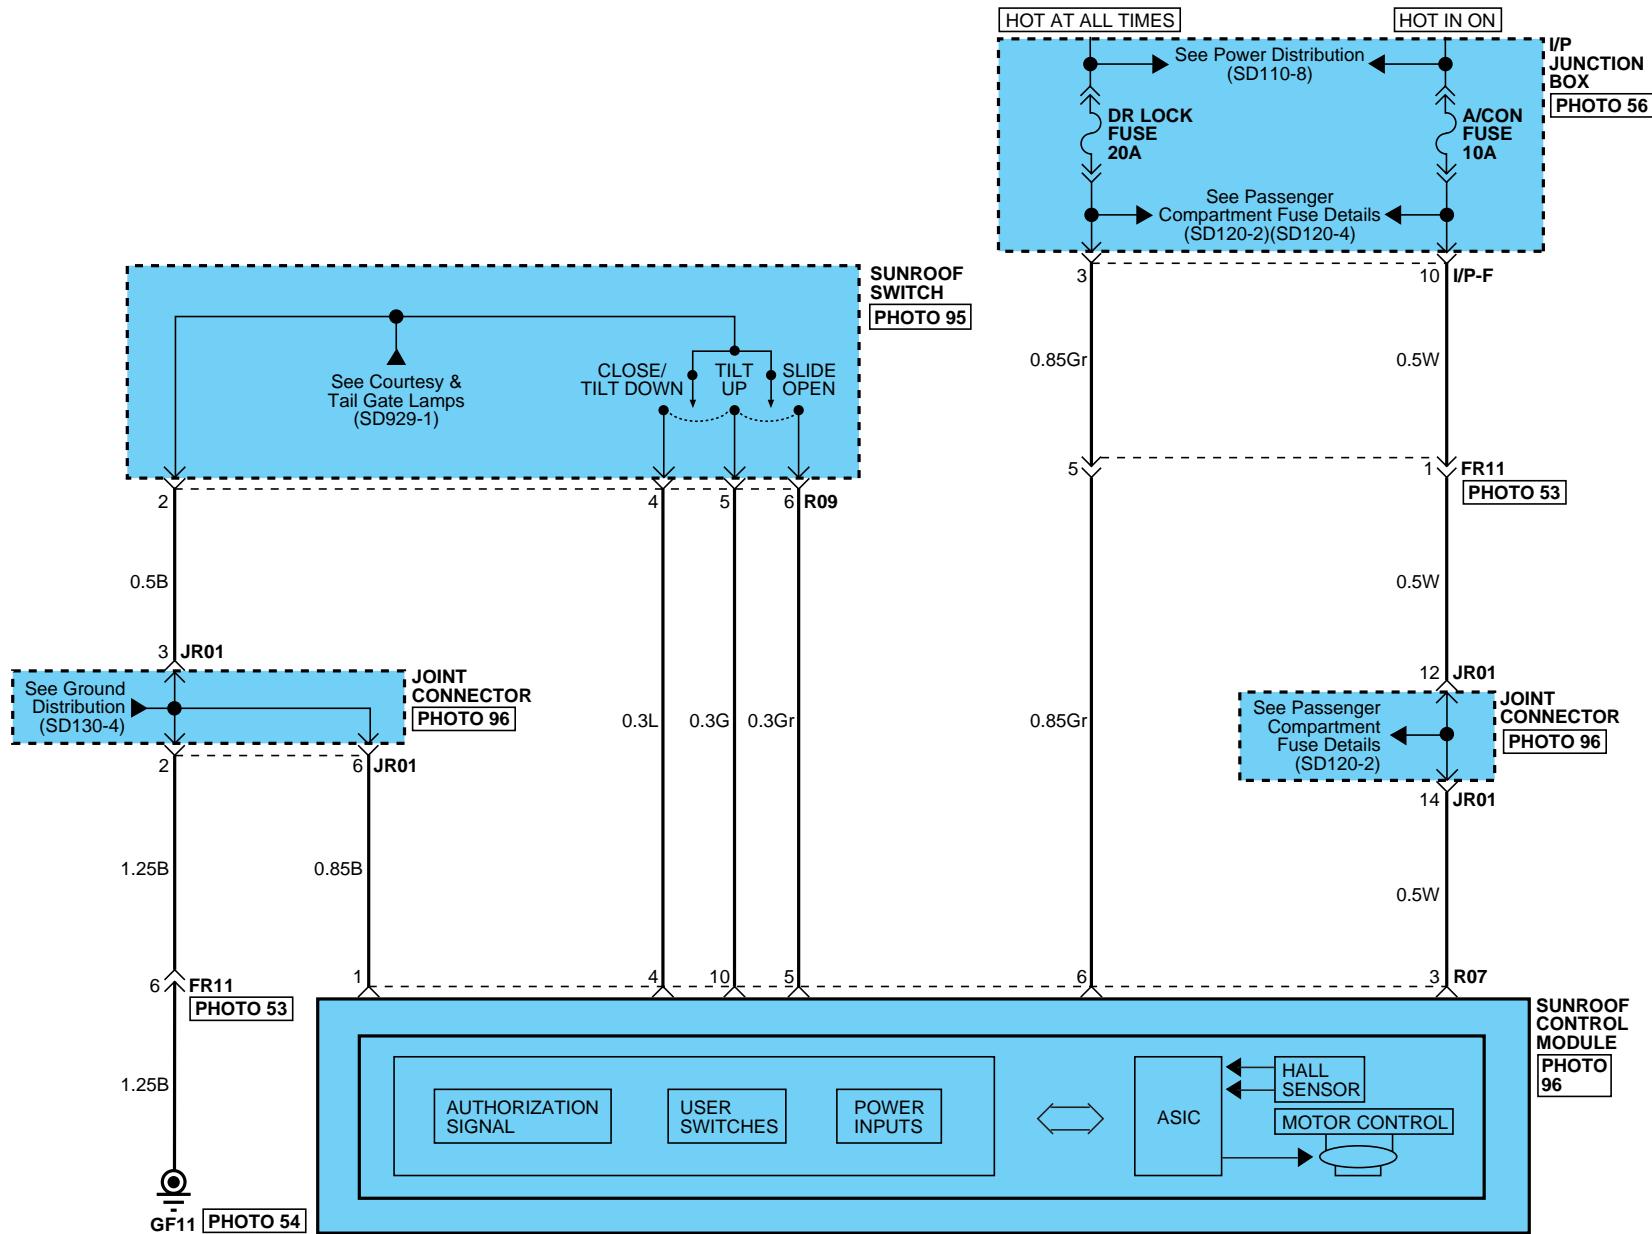 HOT AT ALL TIMES
HOT IN ON
See Power Distribution
(SD110-8)
I/P
JUNCTION
BOX
PHOTO 56
DR LOCK
FUSE
20A
A/CON
FUSE
10A
See Passenger
Compartment Fuse Details
(SD120-2)(SD120-4)
3
10
I/P-F
SUNROOF
SWITCH
PHOTO 95
See Courtesy &
Tail Gate Lamps
(SD929-1)
CLOSE/
TILT DOWN
TILT
UP
SLIDE
OPEN
0.85Gr
0.5W
5
1
FR11
PHOTO 53
2
4
5
6
R09
0.5B
0.5W
3
JR01
See Ground
Distribution
(SD130-4)
JOINT
CONNECTOR
PHOTO 96
2
6
JR01
0.3L
0.3G
0.3Gr
0.85Gr
12
JR01
See Passenger
Compartment
Fuse Details
(SD120-2)
JOINT
CONNECTOR
PHOTO 96
14
JR01
1.25B
0.85B
0.5W
6
FR11
PHOTO 53
1
4
10
5
6
3
R07
1.25B
GF11
PHOTO 54
SUNROOF
CONTROL
MODULE
PHOTO
96
AUTHORIZATION
SIGNAL
USER
SWITCHES
POWER
INPUTS
ASIC
HALL
SENSOR
MOTOR CONTROL